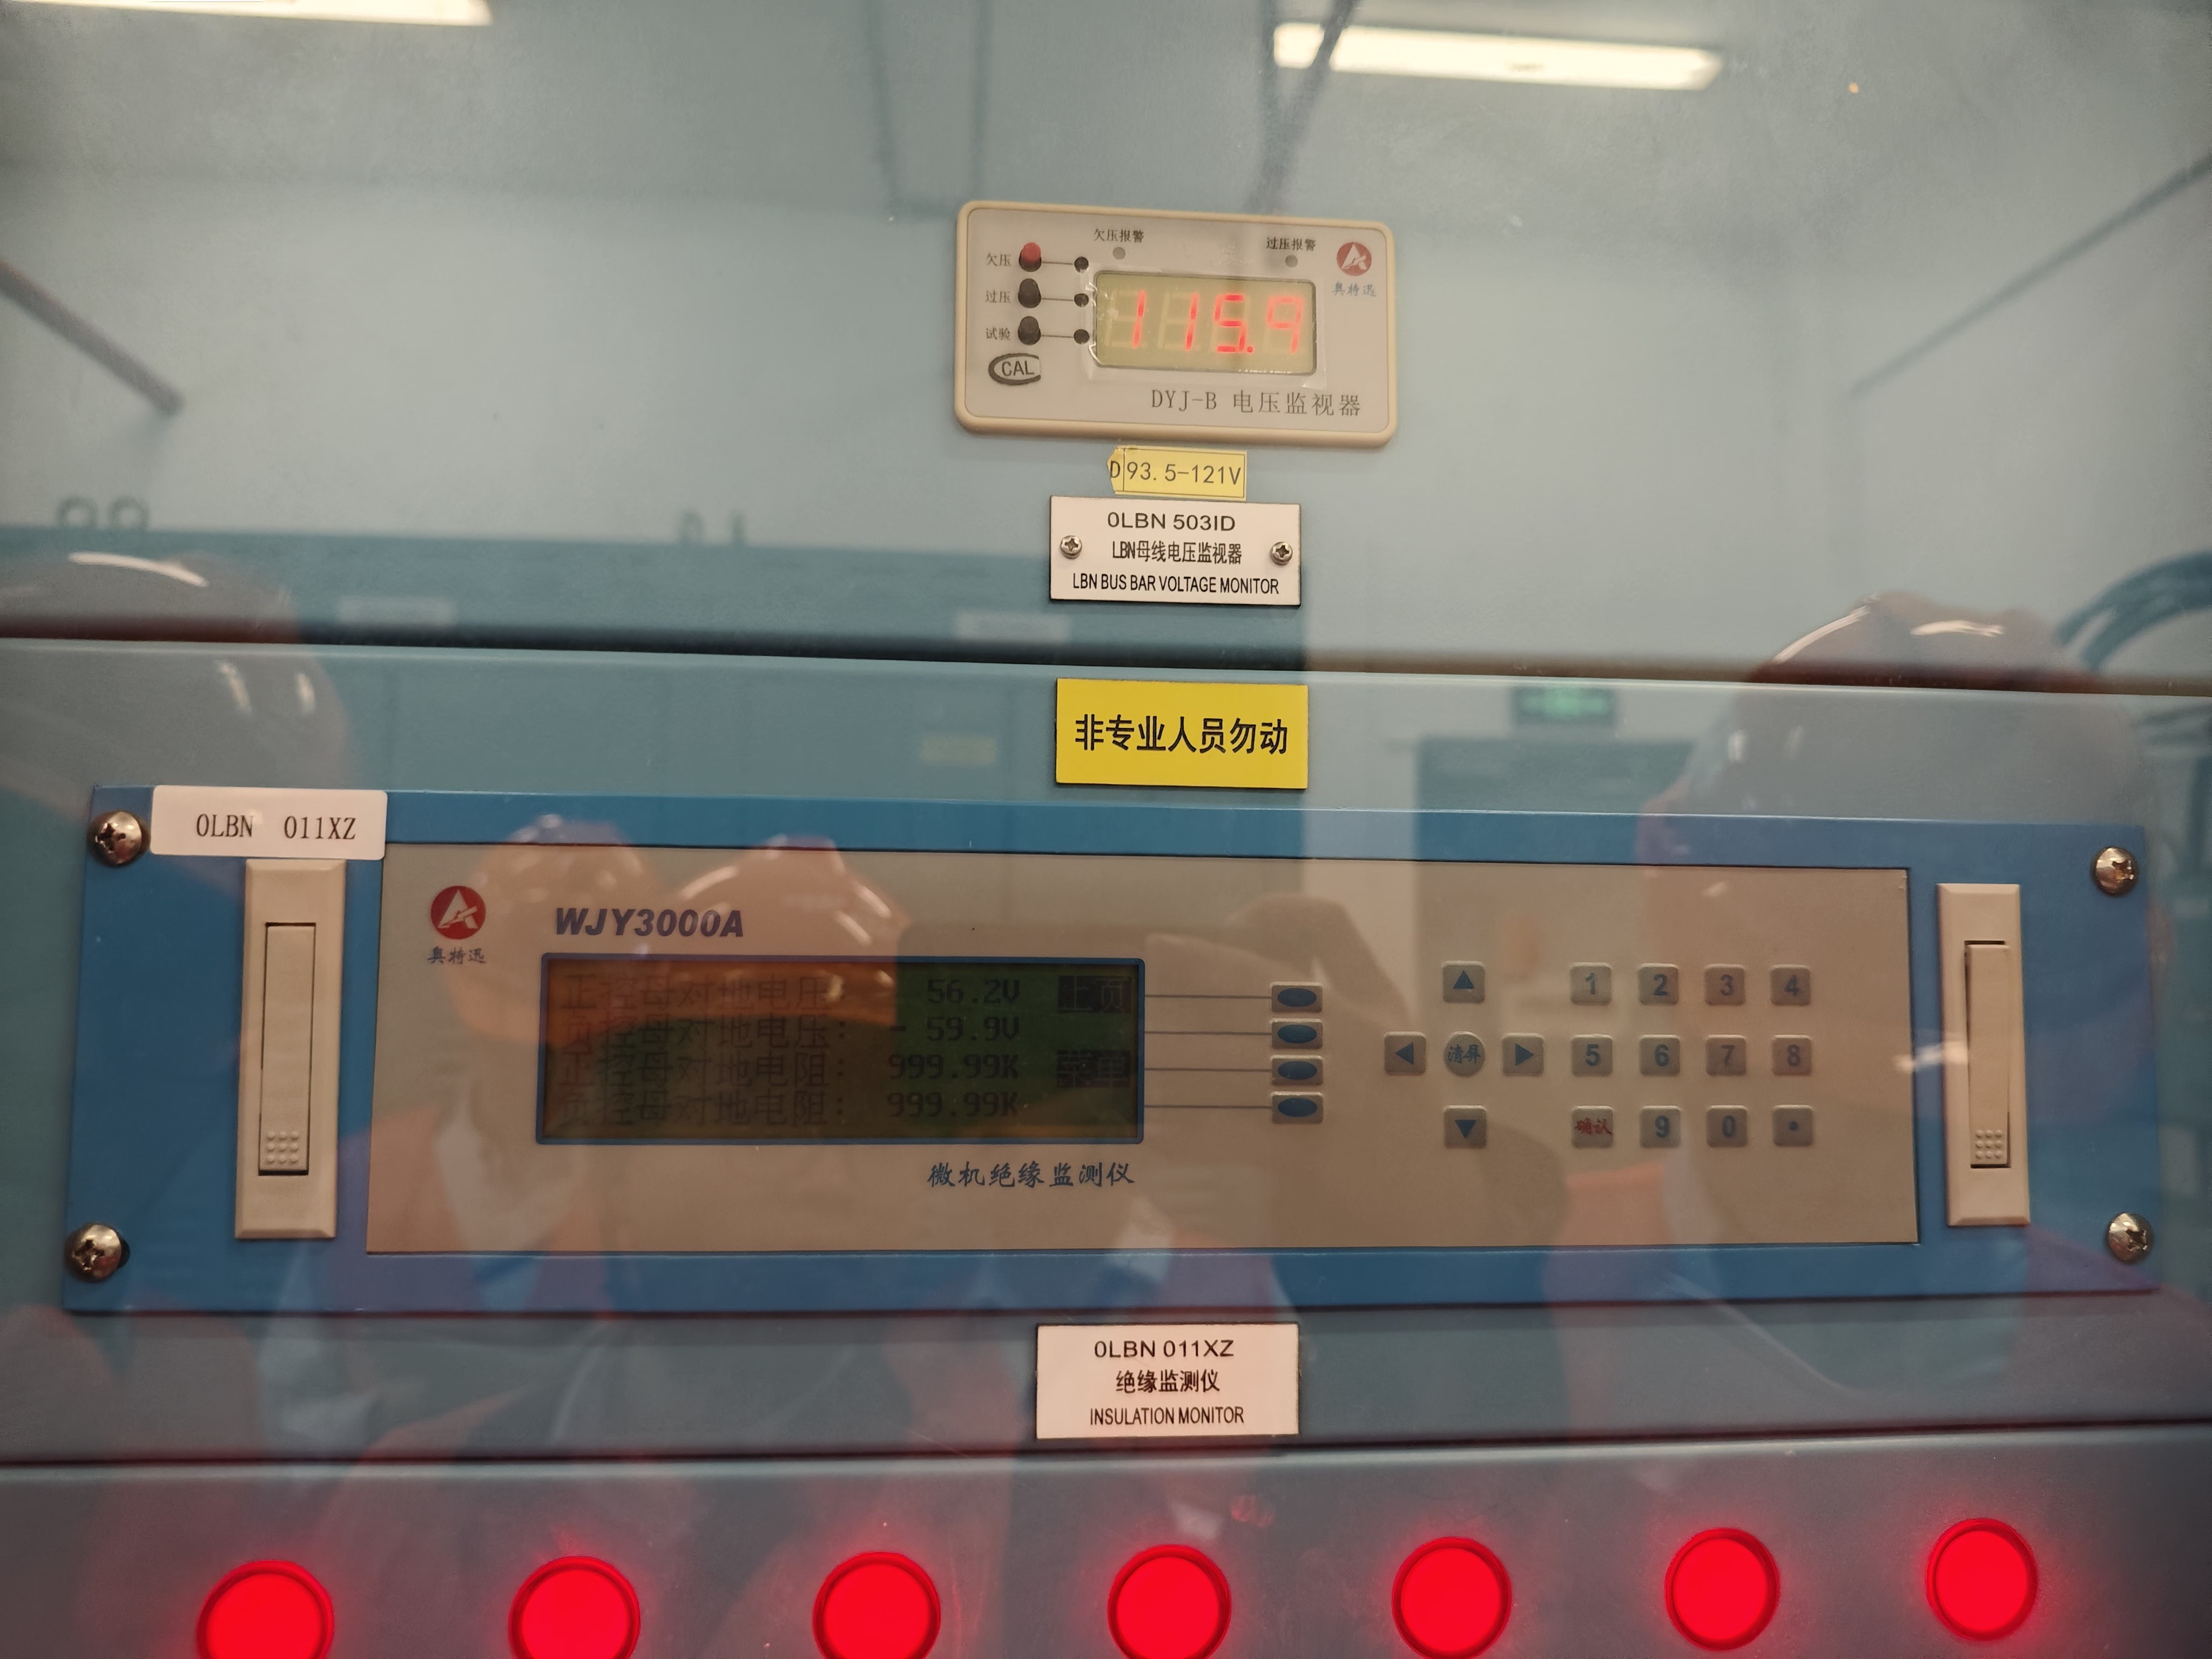 欠压报警
过压报警
欠压
过压
试验
奥特迅
115.9
CAL
DYJ-B 电压监视器
D 93.5-121V
0LBN 503ID
LBN母线电压监视器
LBN BUS BAR VOLTAGE MONITOR
非专业人员勿动
0LBN 011XZ
奥特迅
WJY3000A
正控母对地电压: 56.2V 上页
负控母对地电压: - 59.9V
正控母对地电阻: 999.99K 菜单
负控母对地电阻: 999.99K
微机绝缘监测仪
1 2 3 4
清屏 5 6 7 8
确认 9 0 •
0LBN 011XZ
绝缘监测仪
INSULATION MONITOR